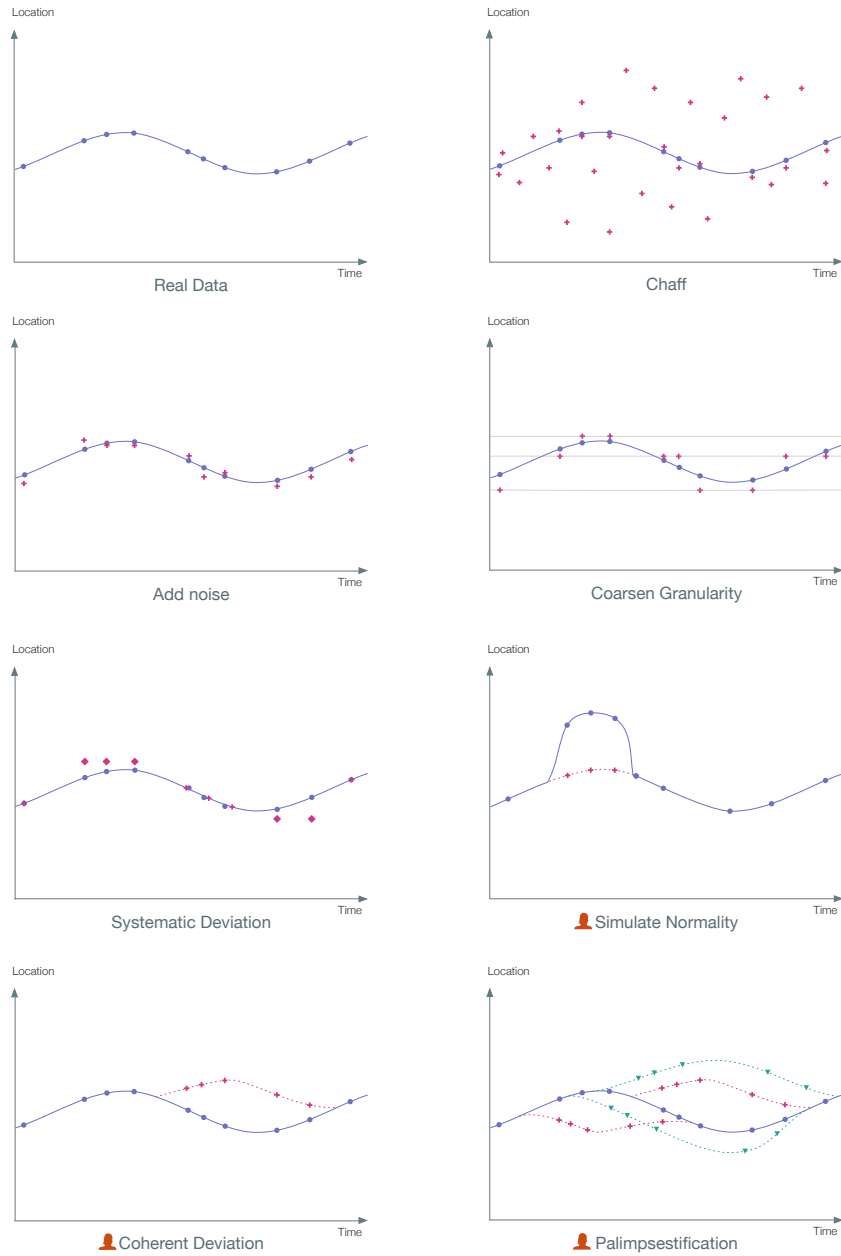 Location
Time
Real Data
Location
Time
Chaff
Location
Time
Add noise
Location
Time
Coarsen Granularity
Location
Time
Systematic Deviation
Location
Time
Simulate Normality
Location
Time
Coherent Deviation
Location
Time
Palimpsestification